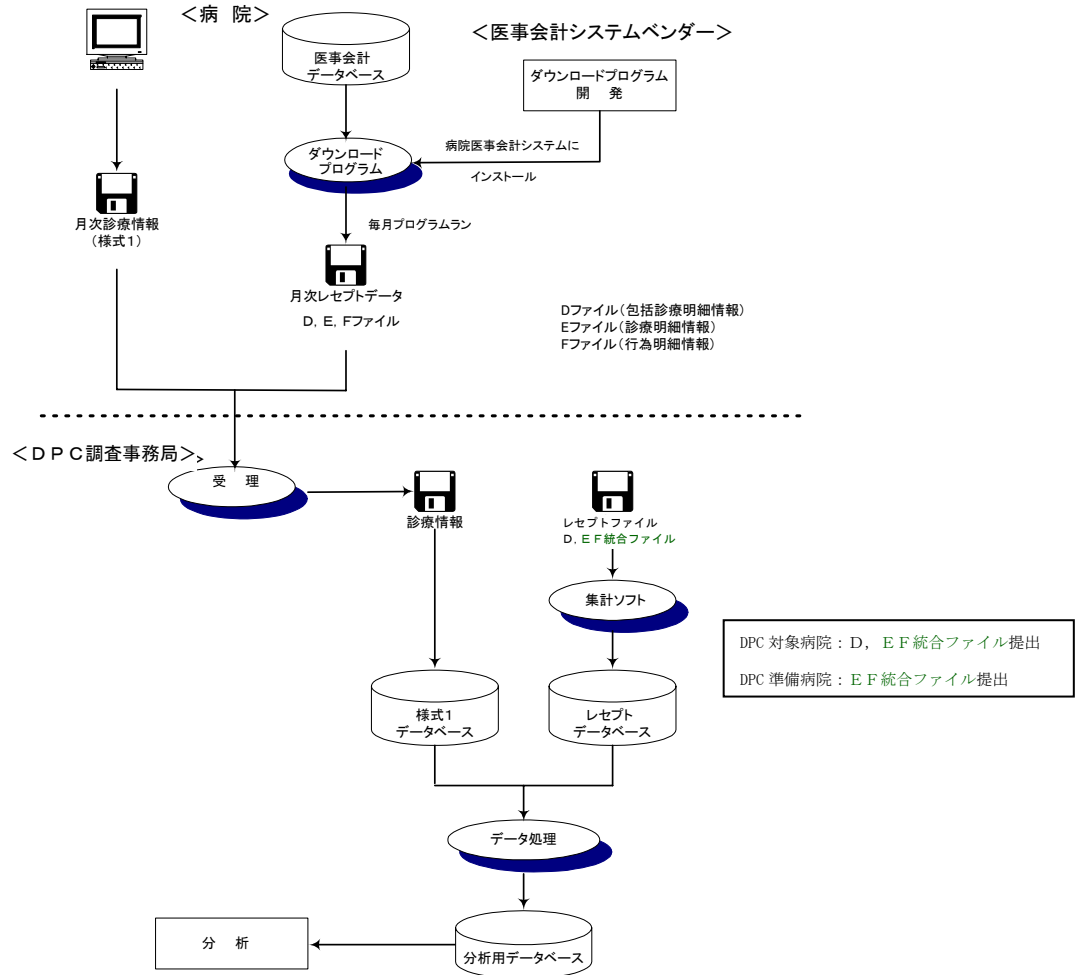 ＜病　院＞
＜医事会計システムベンダー＞
医事会計
データベース
ダウンロードプログラム
開　発
病院医事会計システムに
インストール
ダウンロード
プログラム
毎月プログラムラン
月次診療情報
（様式１）
月次レセプトデータ
Ｄ，Ｅ，Ｆファイル
Dファイル（包括診療明細情報）
Eファイル（診療明細情報）
Fファイル（行為明細情報）
＜ＤＰＣ調査事務局＞
受　理
診療情報
レセプトファイル
Ｄ，ＥＦ統合ファイル
集計ソフト
DPC 対象病院：Ｄ，ＥＦ統合ファイル提出
DPC 準備病院：ＥＦ統合ファイル提出
様式1
データベース
レセプト
データベース
データ処理
分　析
分析用データベース